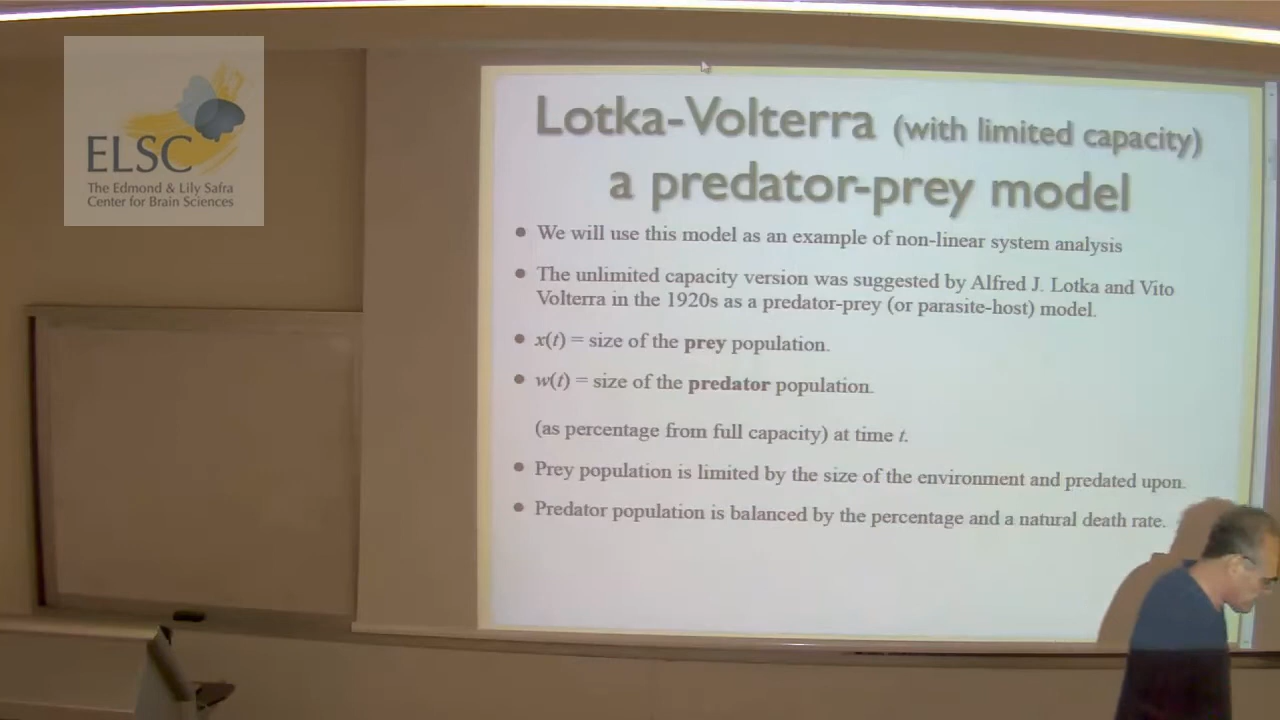 ELSC
The Edmond & Lily Safra
Center for Brain Sciences
Lotka-Volterra (with limited capacity)
a predator-prey model
• We will use this model as an example of non-linear system analysis
• The unlimited capacity version was suggested by Alfred J. Lotka and Vito
Volterra in the 1920s as a predator-prey (or parasite-host) model.
• x(t) = size of the prey population.
• w(t) = size of the predator population.
(as percentage from full capacity) at time t.
• Prey population is limited by the size of the environment and predated upon.
• Predator population is balanced by the percentage and a natural death rate.